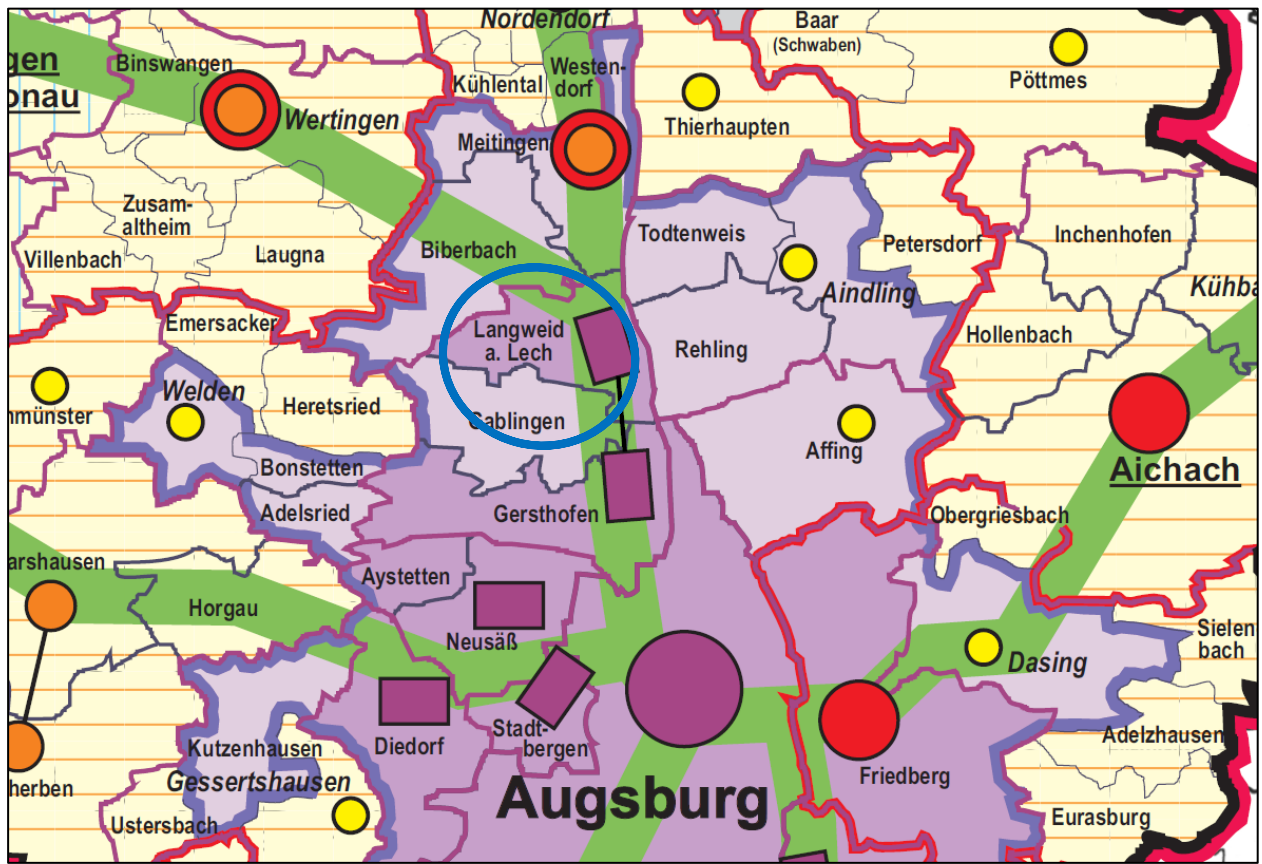 Nordendorf
Baar
(Schwaben)
gen
onau
Binswangen
Westen-
dorf
Kühlental
Pöttmes
Wertingen
Thierhaupten
Meitingen
Zusam-
altheim
Todtenweis
Petersdorf
Inchenhofen
Villenbach
Laugna
Biberbach
Aindling
Kühba
Emersacker
Langweid
a. Lech
Rehling
Hollenbach
Welden
nmünster
Heretsried
Gablingen
Affing
Bonstetten
Aichach
Adelsried
Gersthofen
Obergriesbach
arshausen
Aystetten
Horgau
Neusäß
Sielen
bach
Dasing
Stadt-
bergen
Diedorf
Kutzenhausen
Adelzhausen
Gessertshausen
herben
Friedberg
Augsburg
Ustersbach
Eurasburg